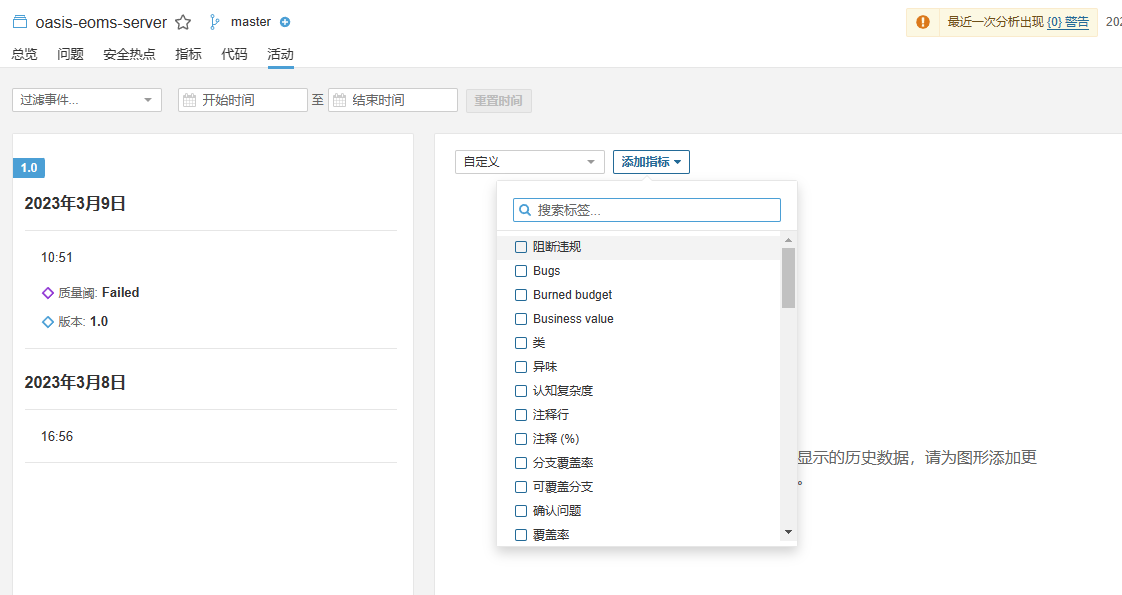 oasis-eoms-server master
最近一次分析出现 {0} 警告 202
总览 问题 安全热点 指标 代码 活动
过滤事件... 开始时间 至 结束时间 重置时间
1.0
2023年3月9日
10:51
质量阈: Failed
版本: 1.0
2023年3月8日
16:56
自定义 添加指标
搜索标签...
阻断违规
Bugs
Burned budget
Business value
类
异味
认知复杂度
注释行
注释 (%)
分支覆盖率
可覆盖分支
确认问题
覆盖率
显示的历史数据，请为图形添加更
。